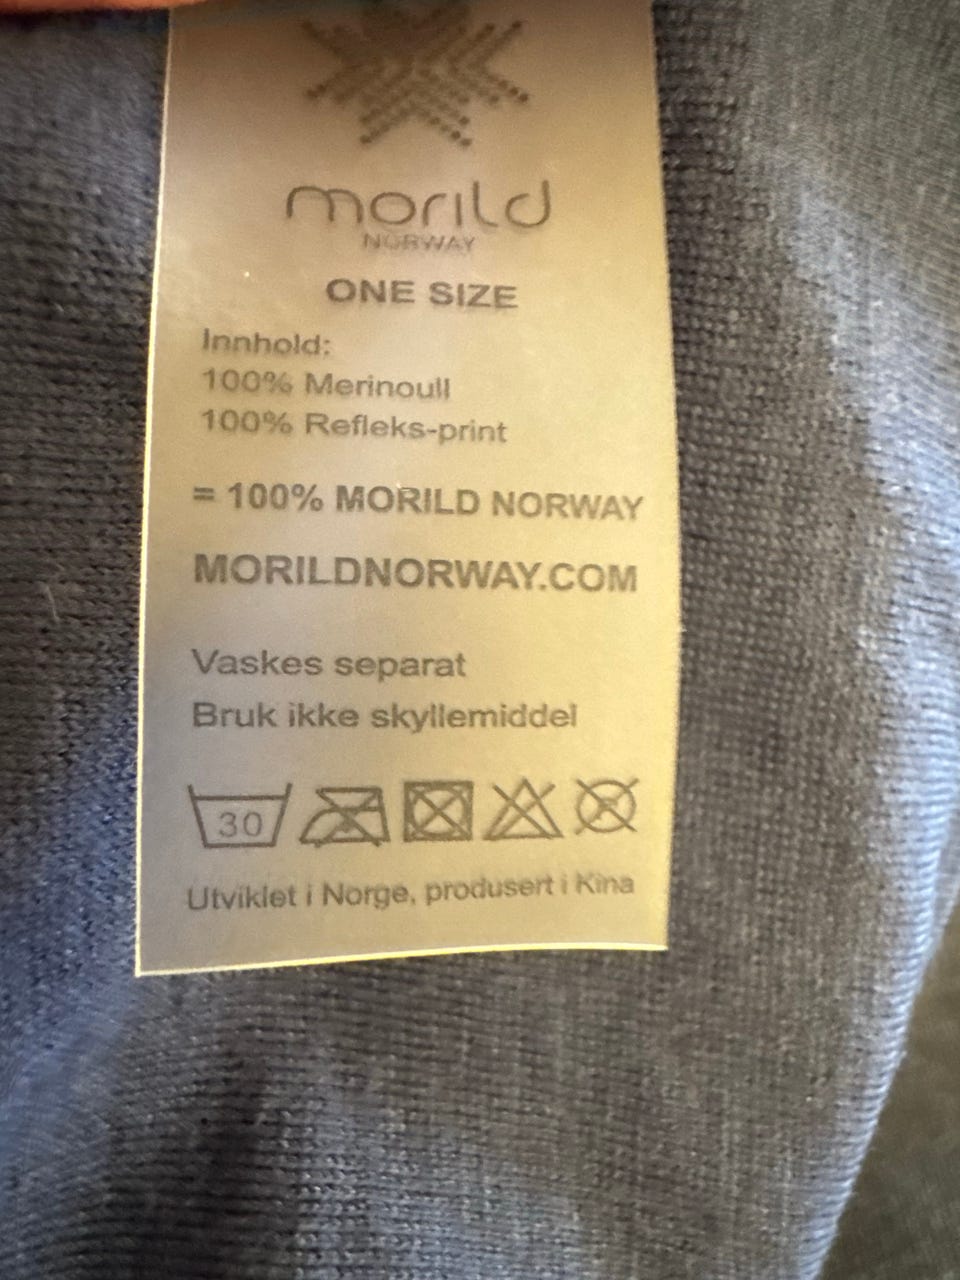 morild
NORWAY
ONE SIZE
Innhold:
100% Merinoull
100% Refleks-print
= 100% MORILD NORWAY
MORILDNORWAY.COM
Vaskes separat
Bruk ikke skyllemiddel
30
Utviklet i Norge, produsert i Kina